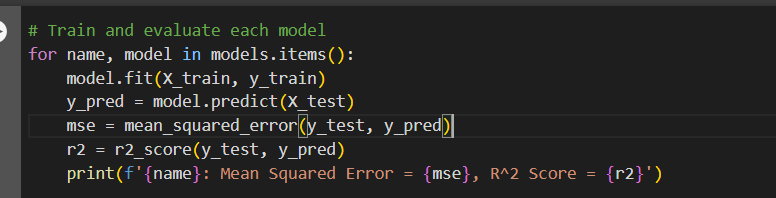 # Train and evaluate each model
for name, model in models.items():
    model.fit(X_train, y_train)
    y_pred = model.predict(X_test)
    mse = mean_squared_error(y_test, y_pred)
    r2 = r2_score(y_test, y_pred)
    print(f'{name}: Mean Squared Error = {mse}, R^2 Score = {r2}')